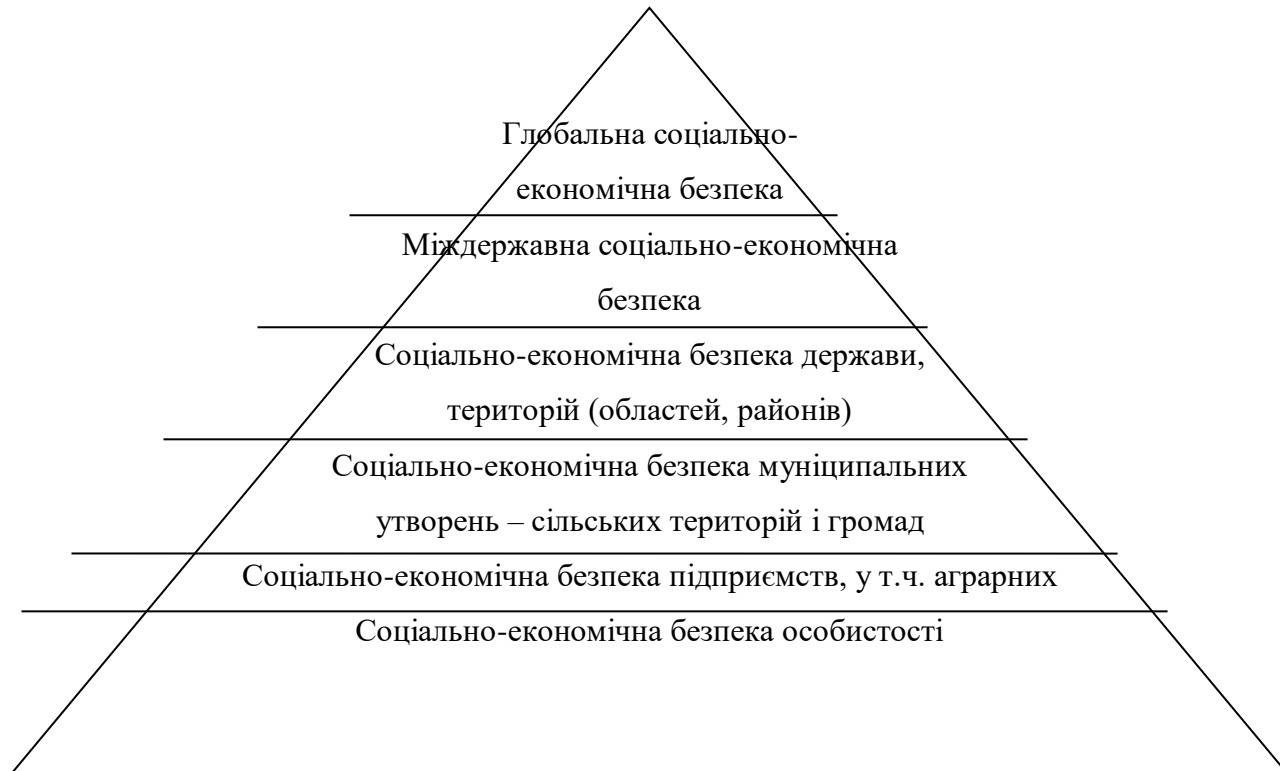 Глобальна соціально-
економічна безпека
Міждержавна соціально-економічна
безпека
Соціально-економічна безпека держави,
територій (областей, районів)
Соціально-економічна безпека муніципальних
утворень – сільських територій і громад
Соціально-економічна безпека підприємств, у т.ч. аграрних
Соціально-економічна безпека особистості